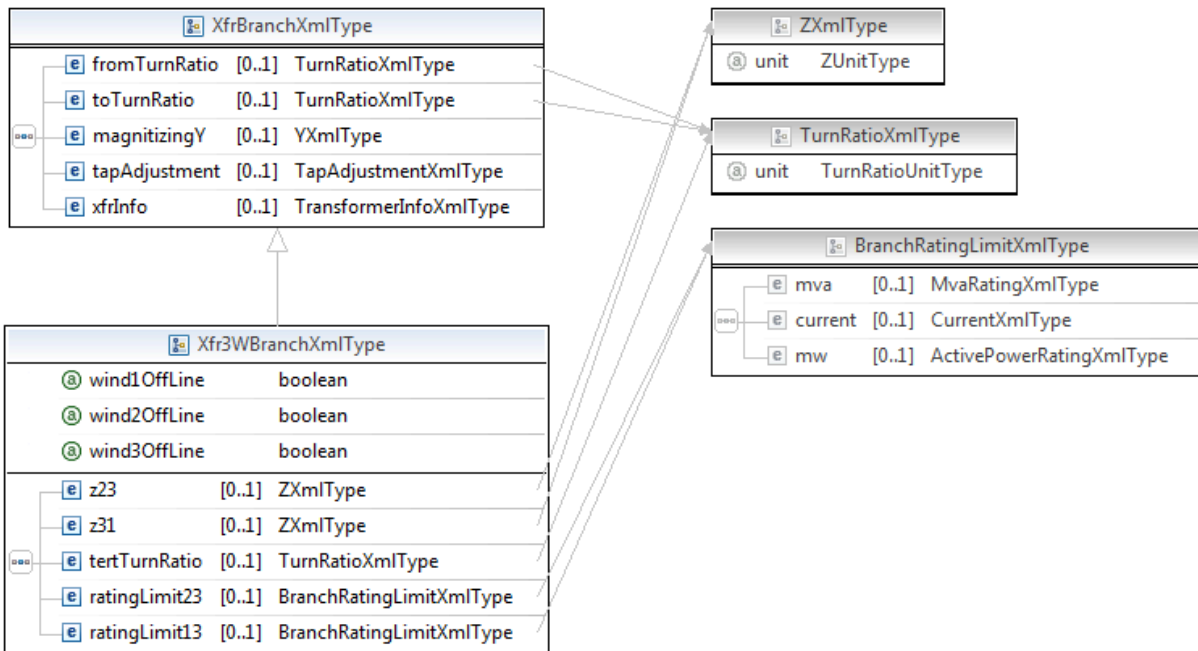 XfrBranchXmlType
e fromTurnRatio [0..1] TurnRatioXmlType
e toTurnRatio [0..1] TurnRatioXmlType
e magnitizingY [0..1] YXmlType
e tapAdjustment [0..1] TapAdjustmentXmlType
e xfrInfo [0..1] TransformerInfoXmlType
Xfr3WBranchXmlType
a wind1OffLine boolean
a wind2OffLine boolean
a wind3OffLine boolean
e z23 [0..1] ZXmlType
e z31 [0..1] ZXmlType
e tertTurnRatio [0..1] TurnRatioXmlType
e ratingLimit23 [0..1] BranchRatingLimitXmlType
e ratingLimit13 [0..1] BranchRatingLimitXmlType
ZXmlType
a unit ZUnitType
TurnRatioXmlType
a unit TurnRatioUnitType
BranchRatingLimitXmlType
e mva [0..1] MvaRatingXmlType
e current [0..1] CurrentXmlType
e mw [0..1] ActivePowerRatingXmlType